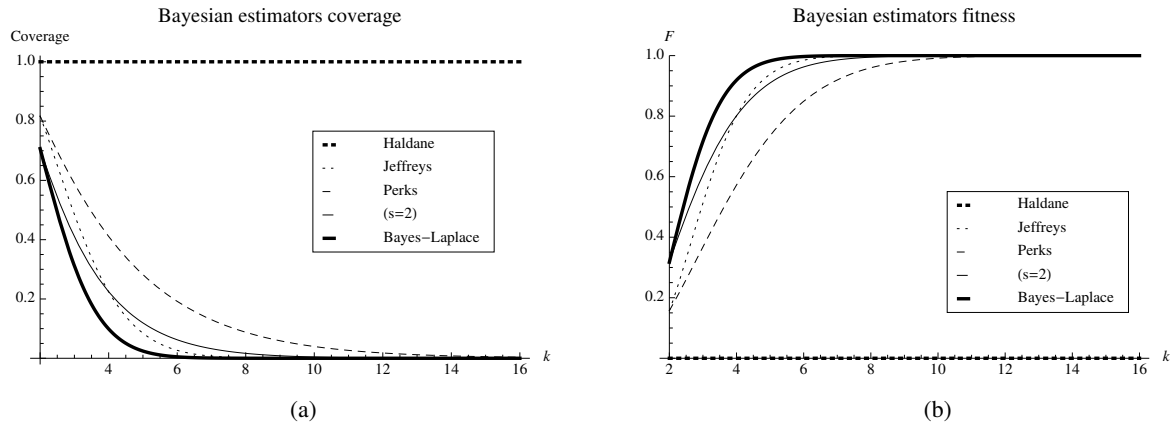 Bayesian estimators coverage
Coverage
1.0
0.8
0.6
0.4
0.2
2 4 6 8 10 12 14 16 k
Haldane
Jeffreys
Perks
(s=2)
Bayes−Laplace
(a)
Bayesian estimators fitness
F
1.0
0.8
0.6
0.4
0.2
2 4 6 8 10 12 14 16 k
Haldane
Jeffreys
Perks
(s=2)
Bayes−Laplace
(b)